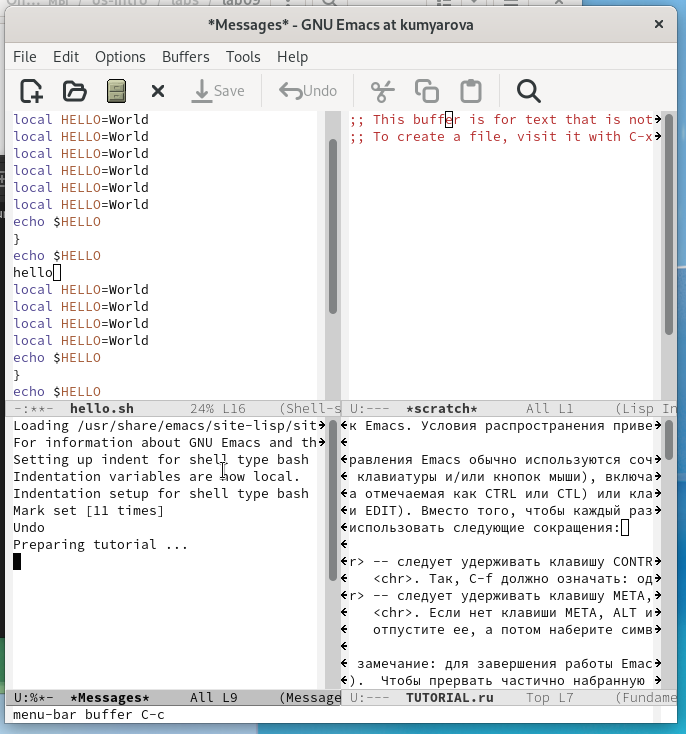 *Messages* - GNU Emacs at kumyarova
File Edit Options Buffers Tools Help
Save Undo
local HELLO=World
local HELLO=World
local HELLO=World
local HELLO=World
local HELLO=World
local HELLO=World
echo $HELLO
}
echo $HELLO
hello
local HELLO=World
local HELLO=World
local HELLO=World
local HELLO=World
echo $HELLO
}
echo $HELLO
-:**- hello.sh 24% L16 (Shell-s
;; This buffer is for text that is not
;; To create a file, visit it with C-x
U:--- *scratch* All L1 (Lisp In
Loading /usr/share/emacs/site-lisp/sit
For information about GNU Emacs and th
Setting up indent for shell type bash
Indentation variables are now local.
Indentation setup for shell type bash
Mark set [11 times]
Undo
Preparing tutorial ...
U:%*- *Messages* All L9 (Message
к Emacs. Условия распространения приве
равления Emacs обычно используются соч
клавиатуры и/или кнопок мыши), включа
а отмечаемая как CTRL или CTL) или кла
и EDIT). Вместо того, чтобы каждый раз
использовать следующие сокращения:
r> -- следует удерживать клавишу CONTR
<chr>. Так, C-f должно означать: од
r> -- следует удерживать клавишу META,
<chr>. Если нет клавиши META, ALT и
отпустите ее, а потом наберите симв
замечание: для завершения работы Emac
). Чтобы прервать частично набранную
U:--- TUTORIAL.ru Top L7 (Fundame
menu-bar buffer C-c